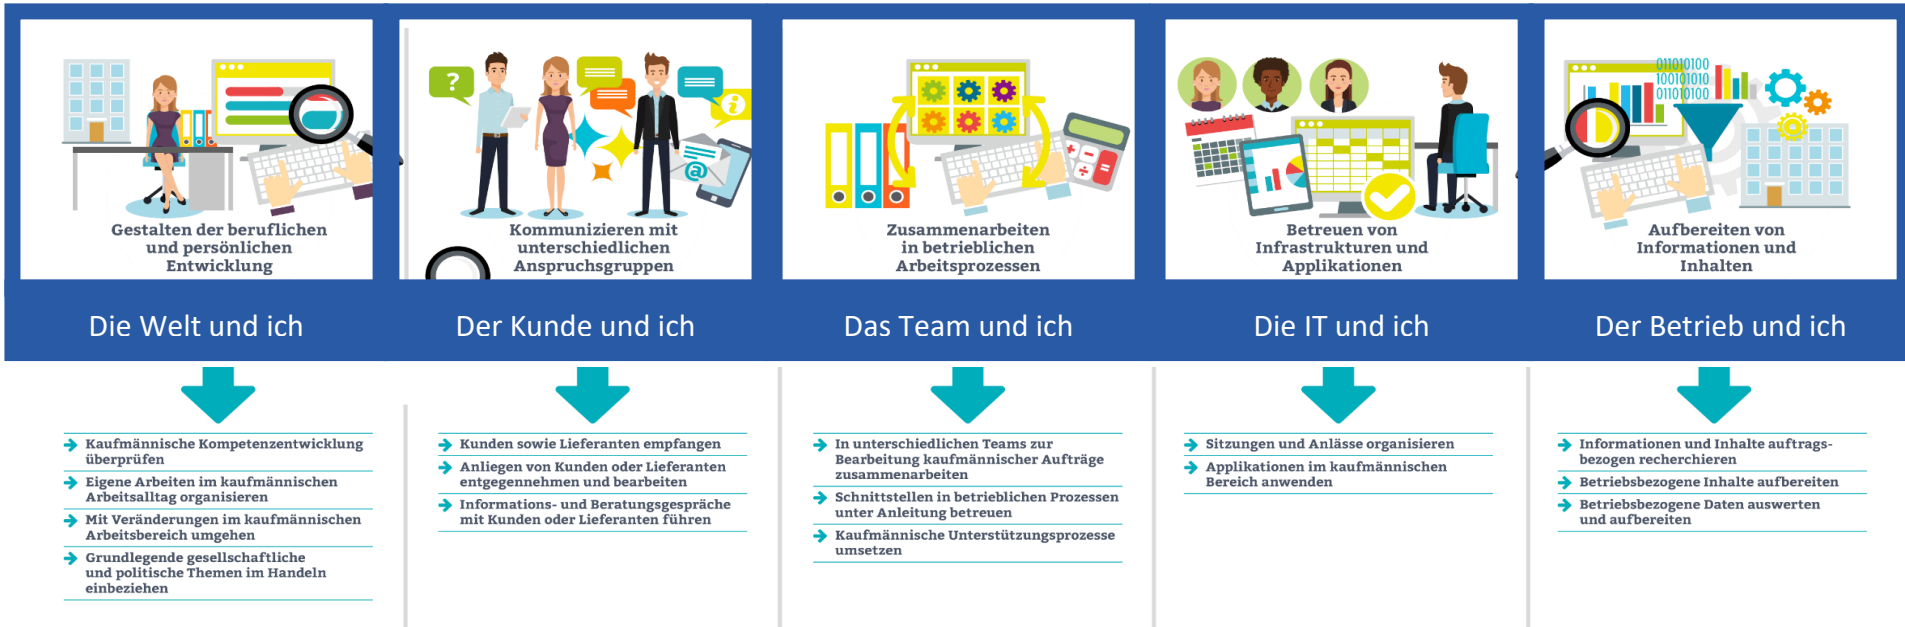 ?
i
@
011010100
100101010
011010100
Gestalten der beruflichen
und persönlichen
Entwicklung
Kommunizieren mit
unterschiedlichen
Anspruchsgruppen
Zusammenarbeiten
in betrieblichen
Arbeitsprozessen
Betreuen von
Infrastrukturen und
Applikationen
Aufbereiten von
Informationen und
Inhalten
Die Welt und ich
Der Kunde und ich
Das Team und ich
Die IT und ich
Der Betrieb und ich
Kaufmännische Kompetenzentwicklung
überprüfen
Eigene Arbeiten im kaufmännischen
Arbeitsalltag organisieren
Mit Veränderungen im kaufmännischen
Arbeitsbereich umgehen
Grundlegende gesellschaftliche
und politische Themen im Handeln
einbeziehen
Kunden sowie Lieferanten empfangen
Anliegen von Kunden oder Lieferanten
entgegennehmen und bearbeiten
Informations- und Beratungsgespräche
mit Kunden oder Lieferanten führen
In unterschiedlichen Teams zur
Bearbeitung kaufmännischer Aufträge
zusammenarbeiten
Schnittstellen in betrieblichen Prozessen
unter Anleitung betreuen
Kaufmännische Unterstützungsprozesse
umsetzen
Sitzungen und Anlässe organisieren
Applikationen im kaufmännischen
Bereich anwenden
Informationen und Inhalte auftrags-
bezogen recherchieren
Betriebsbezogene Inhalte aufbereiten
Betriebsbezogene Daten auswerten
und aufbereiten